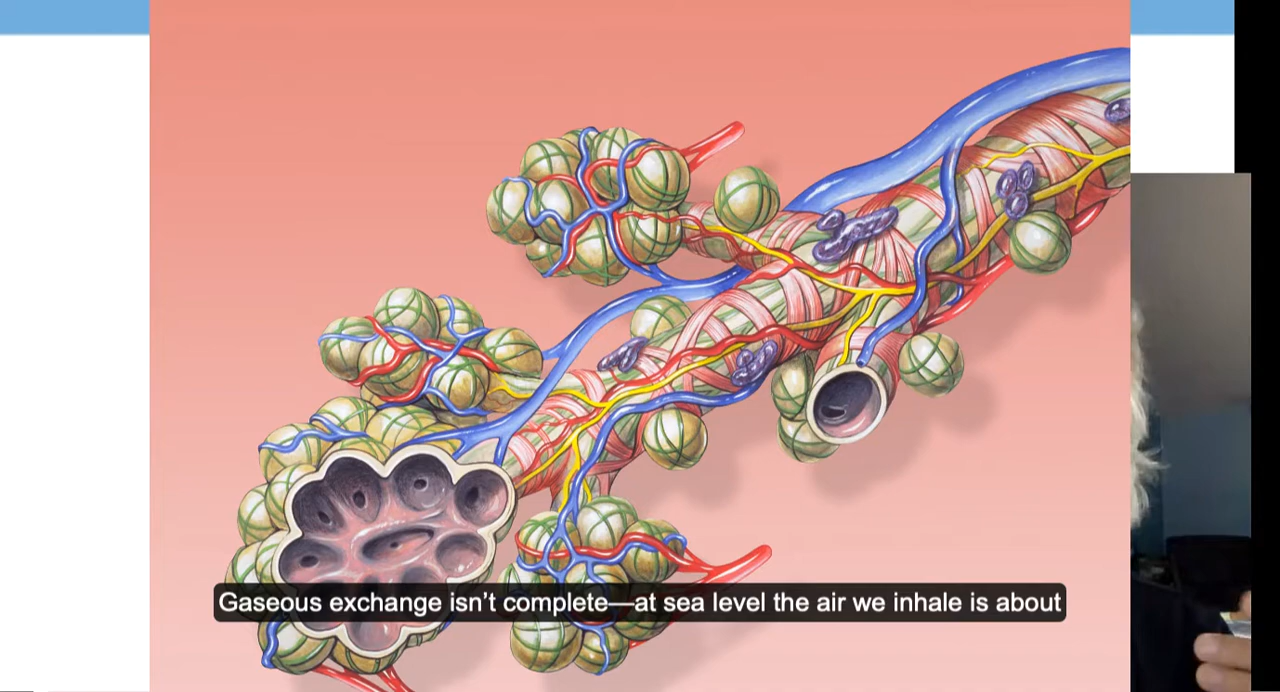 Gaseous exchange isn’t complete—at sea level the air we inhale is about